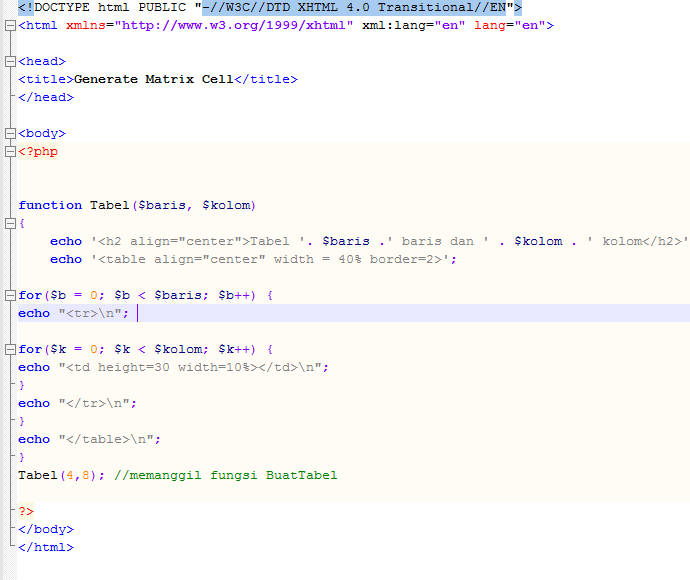 <!DOCTYPE html PUBLIC "-//W3C//DTD XHTML 4.0 Transitional//EN">
<html xmlns="http://www.w3.org/1999/xhtml" xml:lang="en" lang="en">
<head>
<title>Generate Matrix Cell</title>
</head>
<body>
<?php
function Tabel($baris, $kolom)
{
echo '<h2 align="center">Tabel '. $baris .' baris dan ' . $kolom . ' kolom</h2>'
echo '<table align="center" width = 40% border=2>';
for($b = 0; $b < $baris; $b++) {
echo "<tr>\n";
for($k = 0; $k < $kolom; $k++) {
echo "<td height=30 width=10%></td>\n";
}
echo "</tr>\n";
}
echo "</table>\n";
}
Tabel(4,8); //memanggil fungsi BuatTabel
?>
</body>
</html>